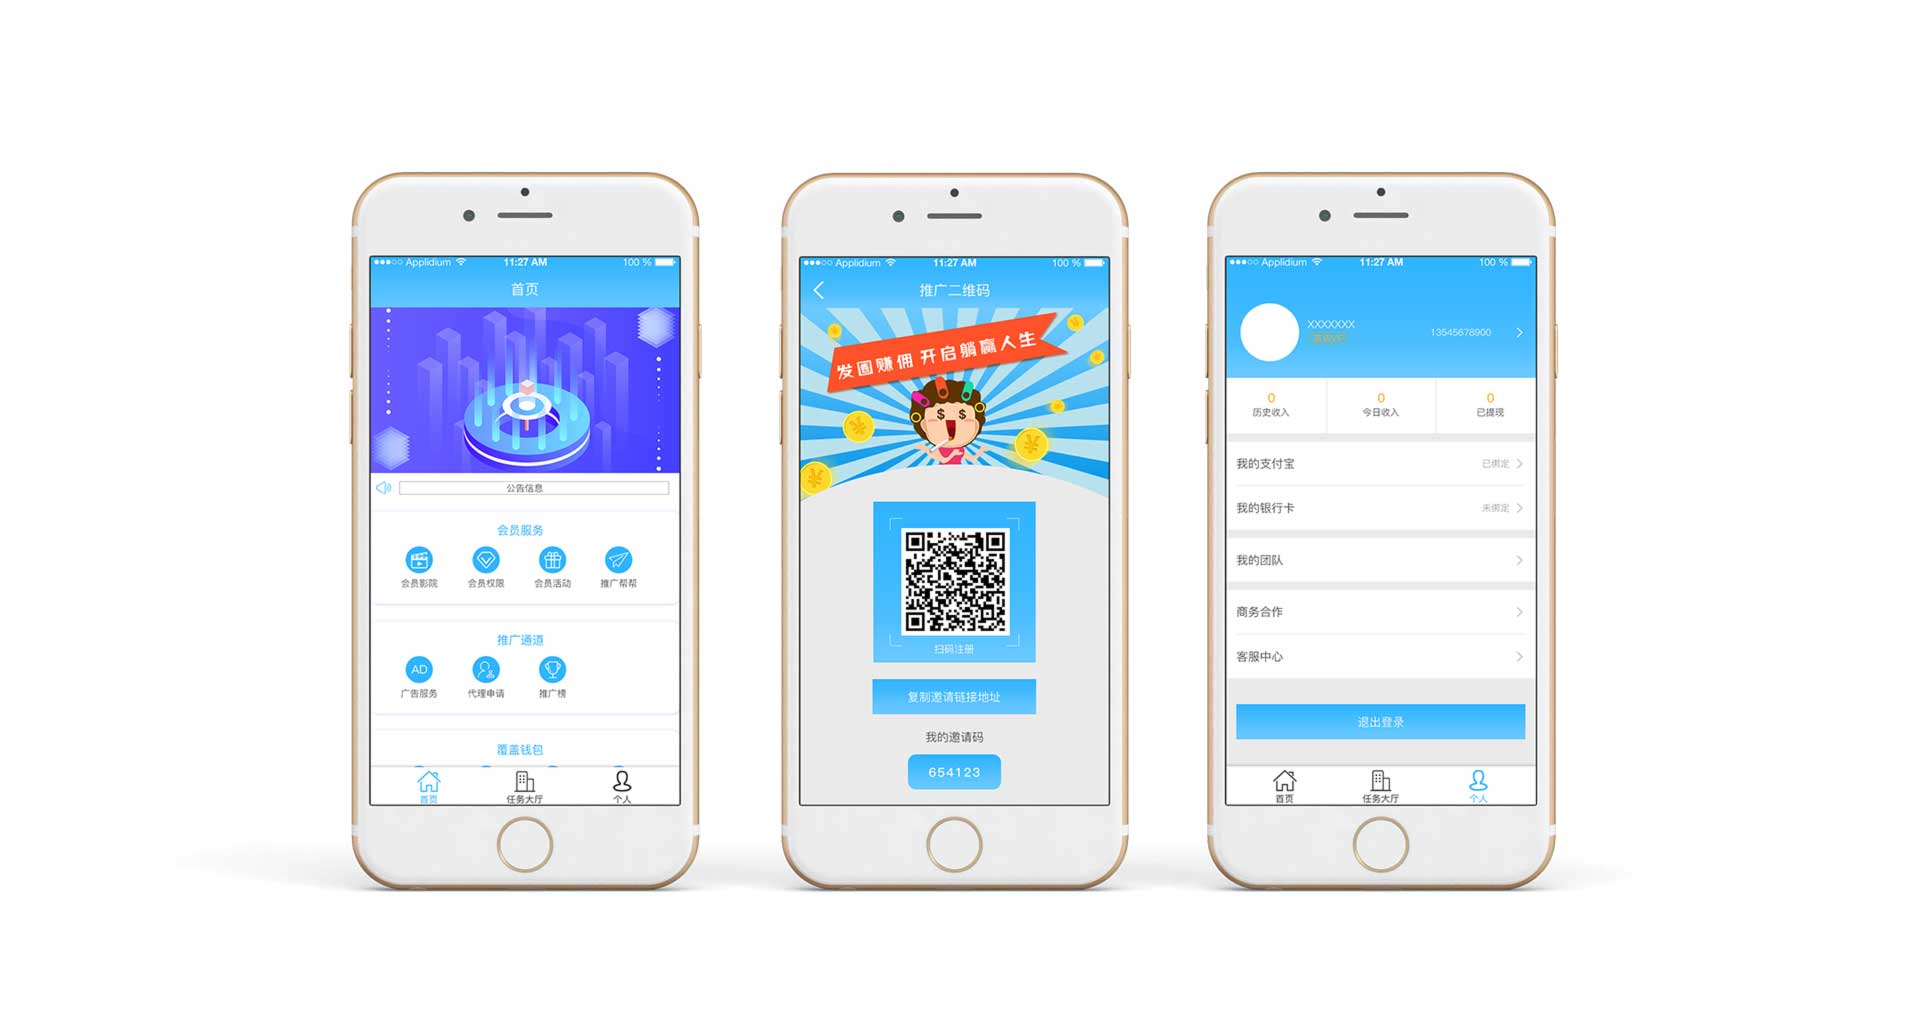 Applidium 11:27 AM 100 %
首页
公告信息
会员服务
会员影院 会员权限 会员活动 推广帮帮
推广通道
AD
广告服务 代理申请 推广榜
覆盖钱包
首页 任务大厅 个人
Applidium 11:27 AM 100 %
推广二维码
发圈赚佣 开启躺赢人生
$ $
¥ ¥ ¥
扫码注册
复制邀请链接地址
我的邀请码
654123
Applidium 11:27 AM 100 %
XXXXXXX
13545678900
0 0 0
历史收入 今日收入 已提现
我的支付宝 已绑定
我的银行卡 未绑定
我的团队
商务合作
客服中心
退出登录
首页 任务大厅 个人